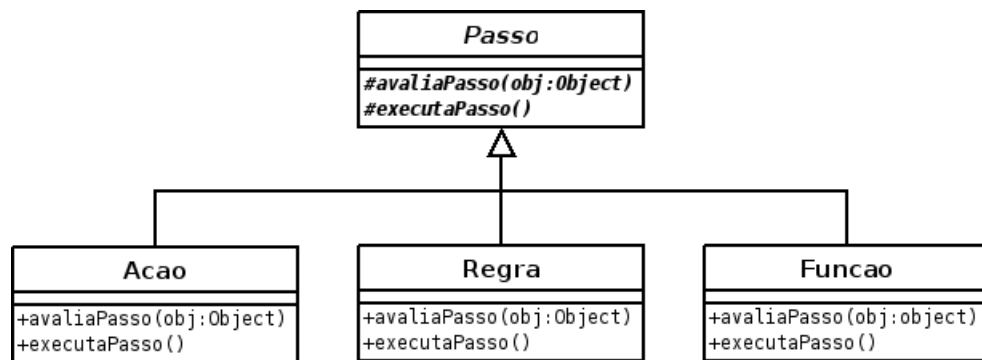 Passo
#avaliaPasso(obj:Object)
#executaPasso()
Acao
+avaliaPasso(obj:Object)
+executaPasso()
Regra
+avaliaPasso(obj:Object)
+executaPasso()
Funcao
+avaliaPasso(obj:object)
+executaPasso()